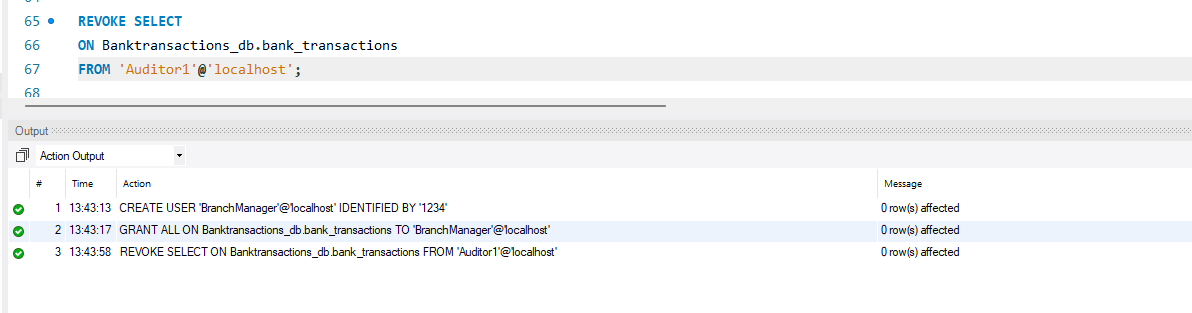 65 REVOKE SELECT
66 ON Banktransactions_db.bank_transactions
67 FROM 'Auditor1'@'localhost';
68
Output
Action Output
# Time Action Message
1 13:43:13 CREATE USER 'BranchManager'@'localhost' IDENTIFIED BY '1234' 0 row(s) affected
2 13:43:17 GRANT ALL ON Banktransactions_db.bank_transactions TO 'BranchManager'@'localhost' 0 row(s) affected
3 13:43:58 REVOKE SELECT ON Banktransactions_db.bank_transactions FROM 'Auditor1'@'localhost' 0 row(s) affected